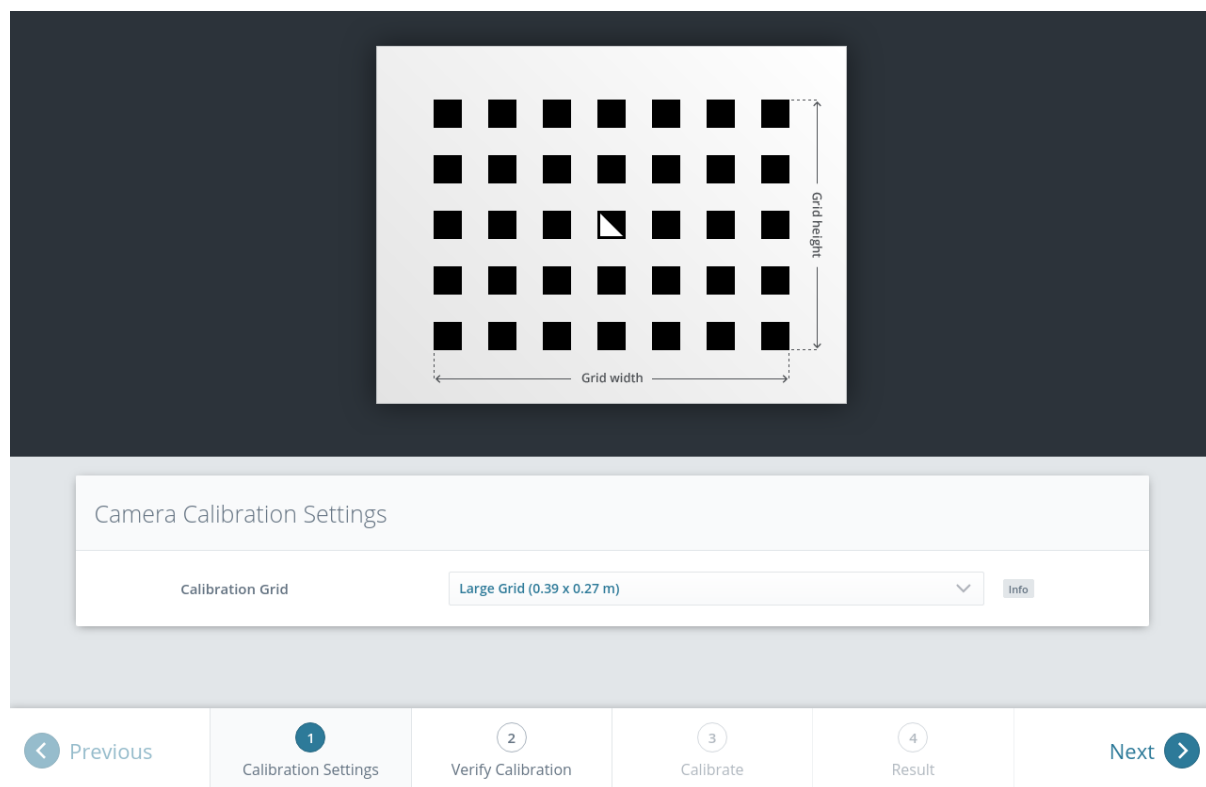 Grid height
Grid width
Camera Calibration Settings
Calibration Grid
Large Grid (0.39 x 0.27 m)
Info
Previous
1
Calibration Settings
2
Verify Calibration
3
Calibrate
4
Result
Next